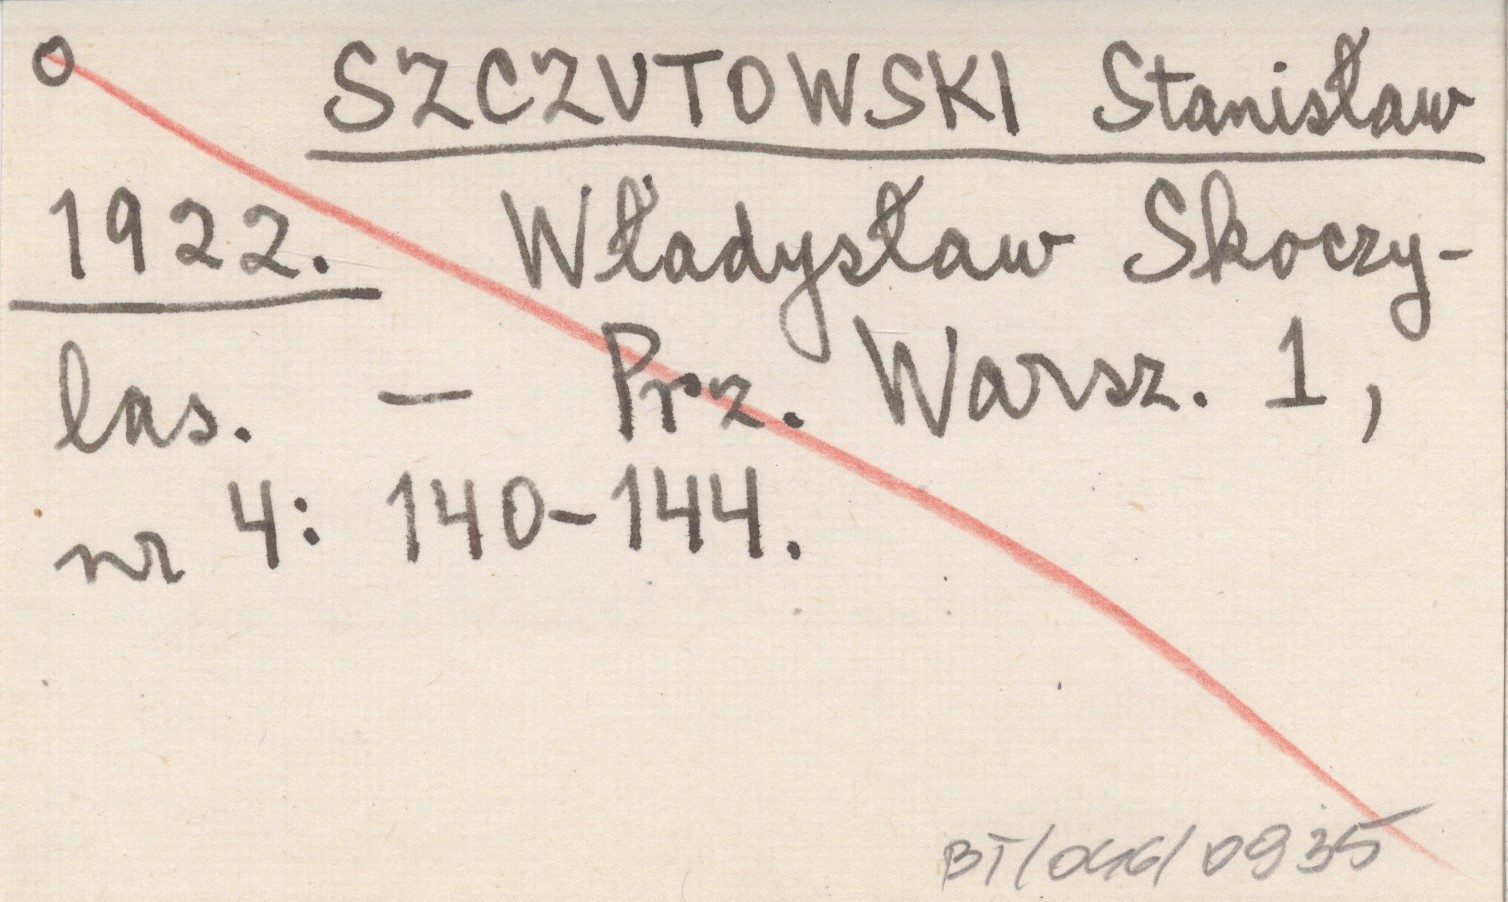 o SZCZUTOWSKI Stanisław
1922. Władysław Skoczy-
las. – Prz. Warsz. 1,
nr 4: 140–144.
BT/046/0935